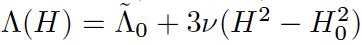 Λ(H) = Λ̃₀ + 3ν(H² − H₀²)